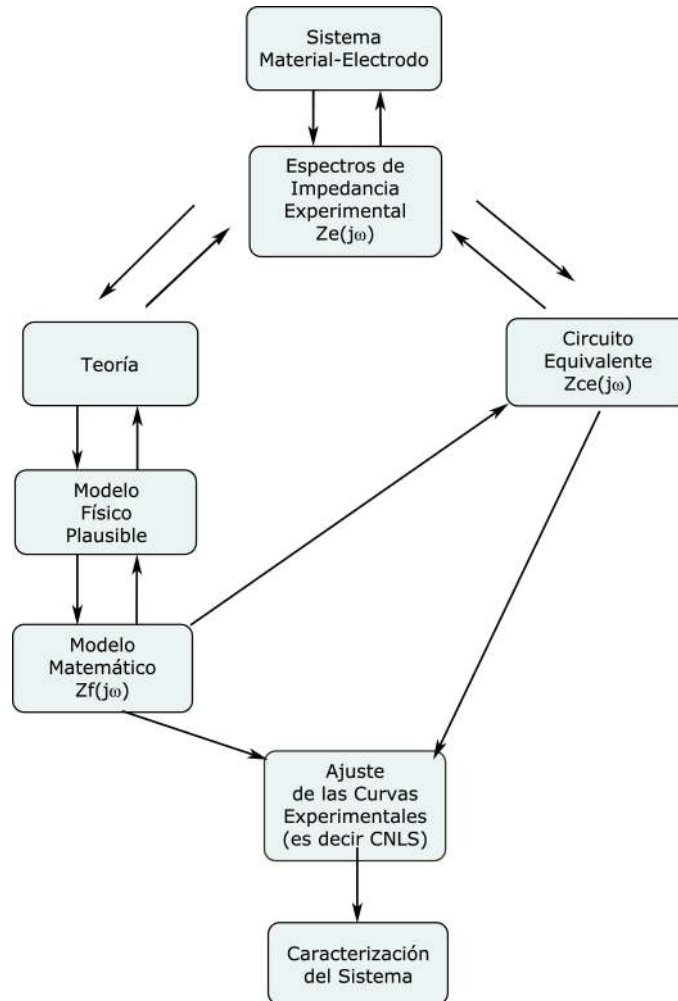 Sistema
Material-Electrodo
Espectros de
Impedancia
Experimental
Ze(jω)
Teoría
Circuito
Equivalente
Zce(jω)
Modelo
Físico
Plausible
Modelo
Matemático
Zf(jω)
Ajuste
de las Curvas
Experimentales
(es decir CNLS)
Caracterización
del Sistema